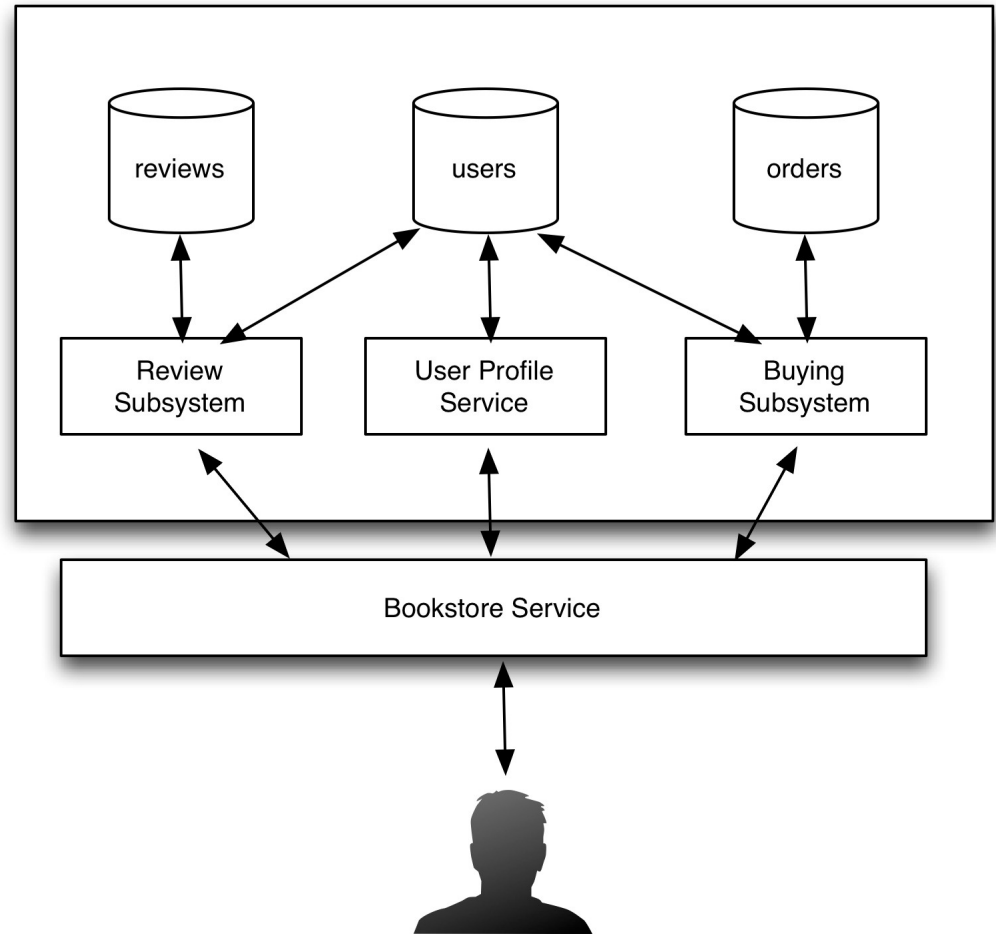 reviews
users
orders
Review
Subsystem
User Profile
Service
Buying
Subsystem
Bookstore Service